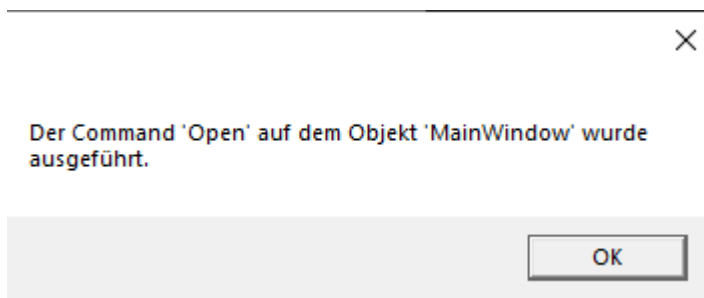 Der Command 'Open' auf dem Objekt 'MainWindow' wurde
ausgeführt.
OK